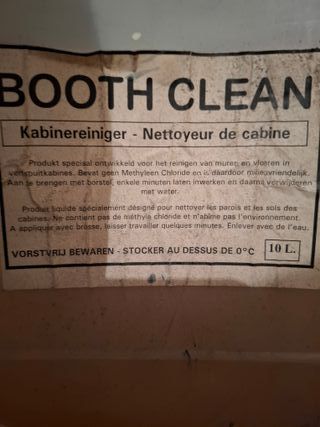 BOOTH CLEAN
Kabinereiniger - Nettoyeur de cabine
Produkt speciaal ontwikkeld voor het reinigen van muren en vloeren in
verfspuitkabines. Bevat geen Methyleen Chloride en is daardoor milieuvriendelijk.
Aan te brengen met borstel, enkele minuten laten inwerken en daarna verwijderen
met water.
Produit liquide spécialement désigné pour nettoyer les parois et les sols des
cabines. Ne contient pas de méthyla chloride et n'abîme pas l'environnement.
A appliquer avec brosse, leisser travailler quelques minutes. Enlever avec de l'eau.
VORSTVRIJ BEWAREN - STOCKER AU DESSUS DE 0°C
10 L.